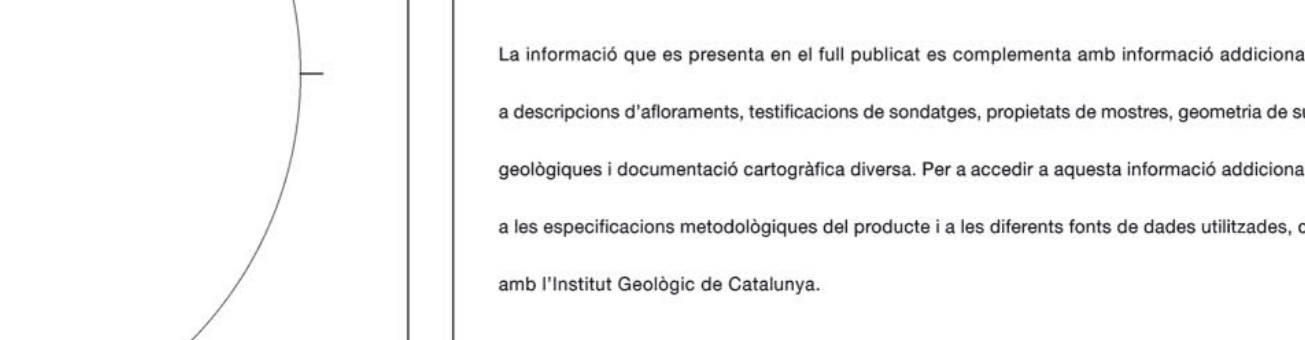 La informació que es presenta en el full publicat es complementa amb informació addiciona
a descripcions d'afloraments, testificacions de sondatges, propietats de mostres, geometria de
geològiques i documentació cartogràfica diversa. Per a accedir a aquesta informació addiciona
a les especificacions metodològiques del producte i a les diferents fonts de dades utilitzades,
amb l'Institut Geològic de Catalunya.